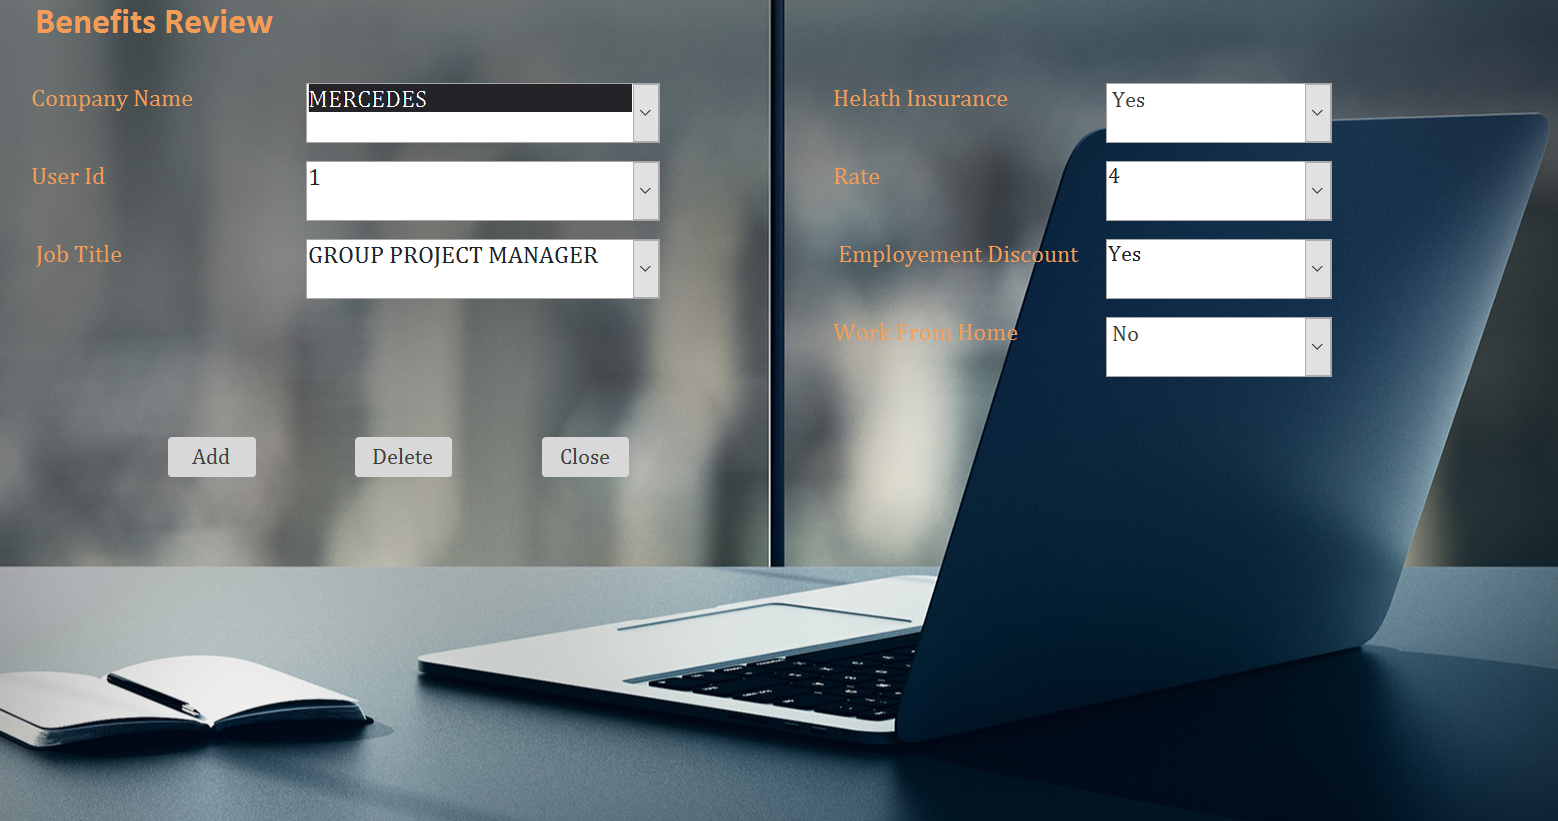 Benefits Review
Company Name
MERCEDES
User Id
1
Job Title
GROUP PROJECT MANAGER
Helath Insurance
Yes
Rate
4
Employement Discount
Yes
Work From Home
No
Add
Delete
Close